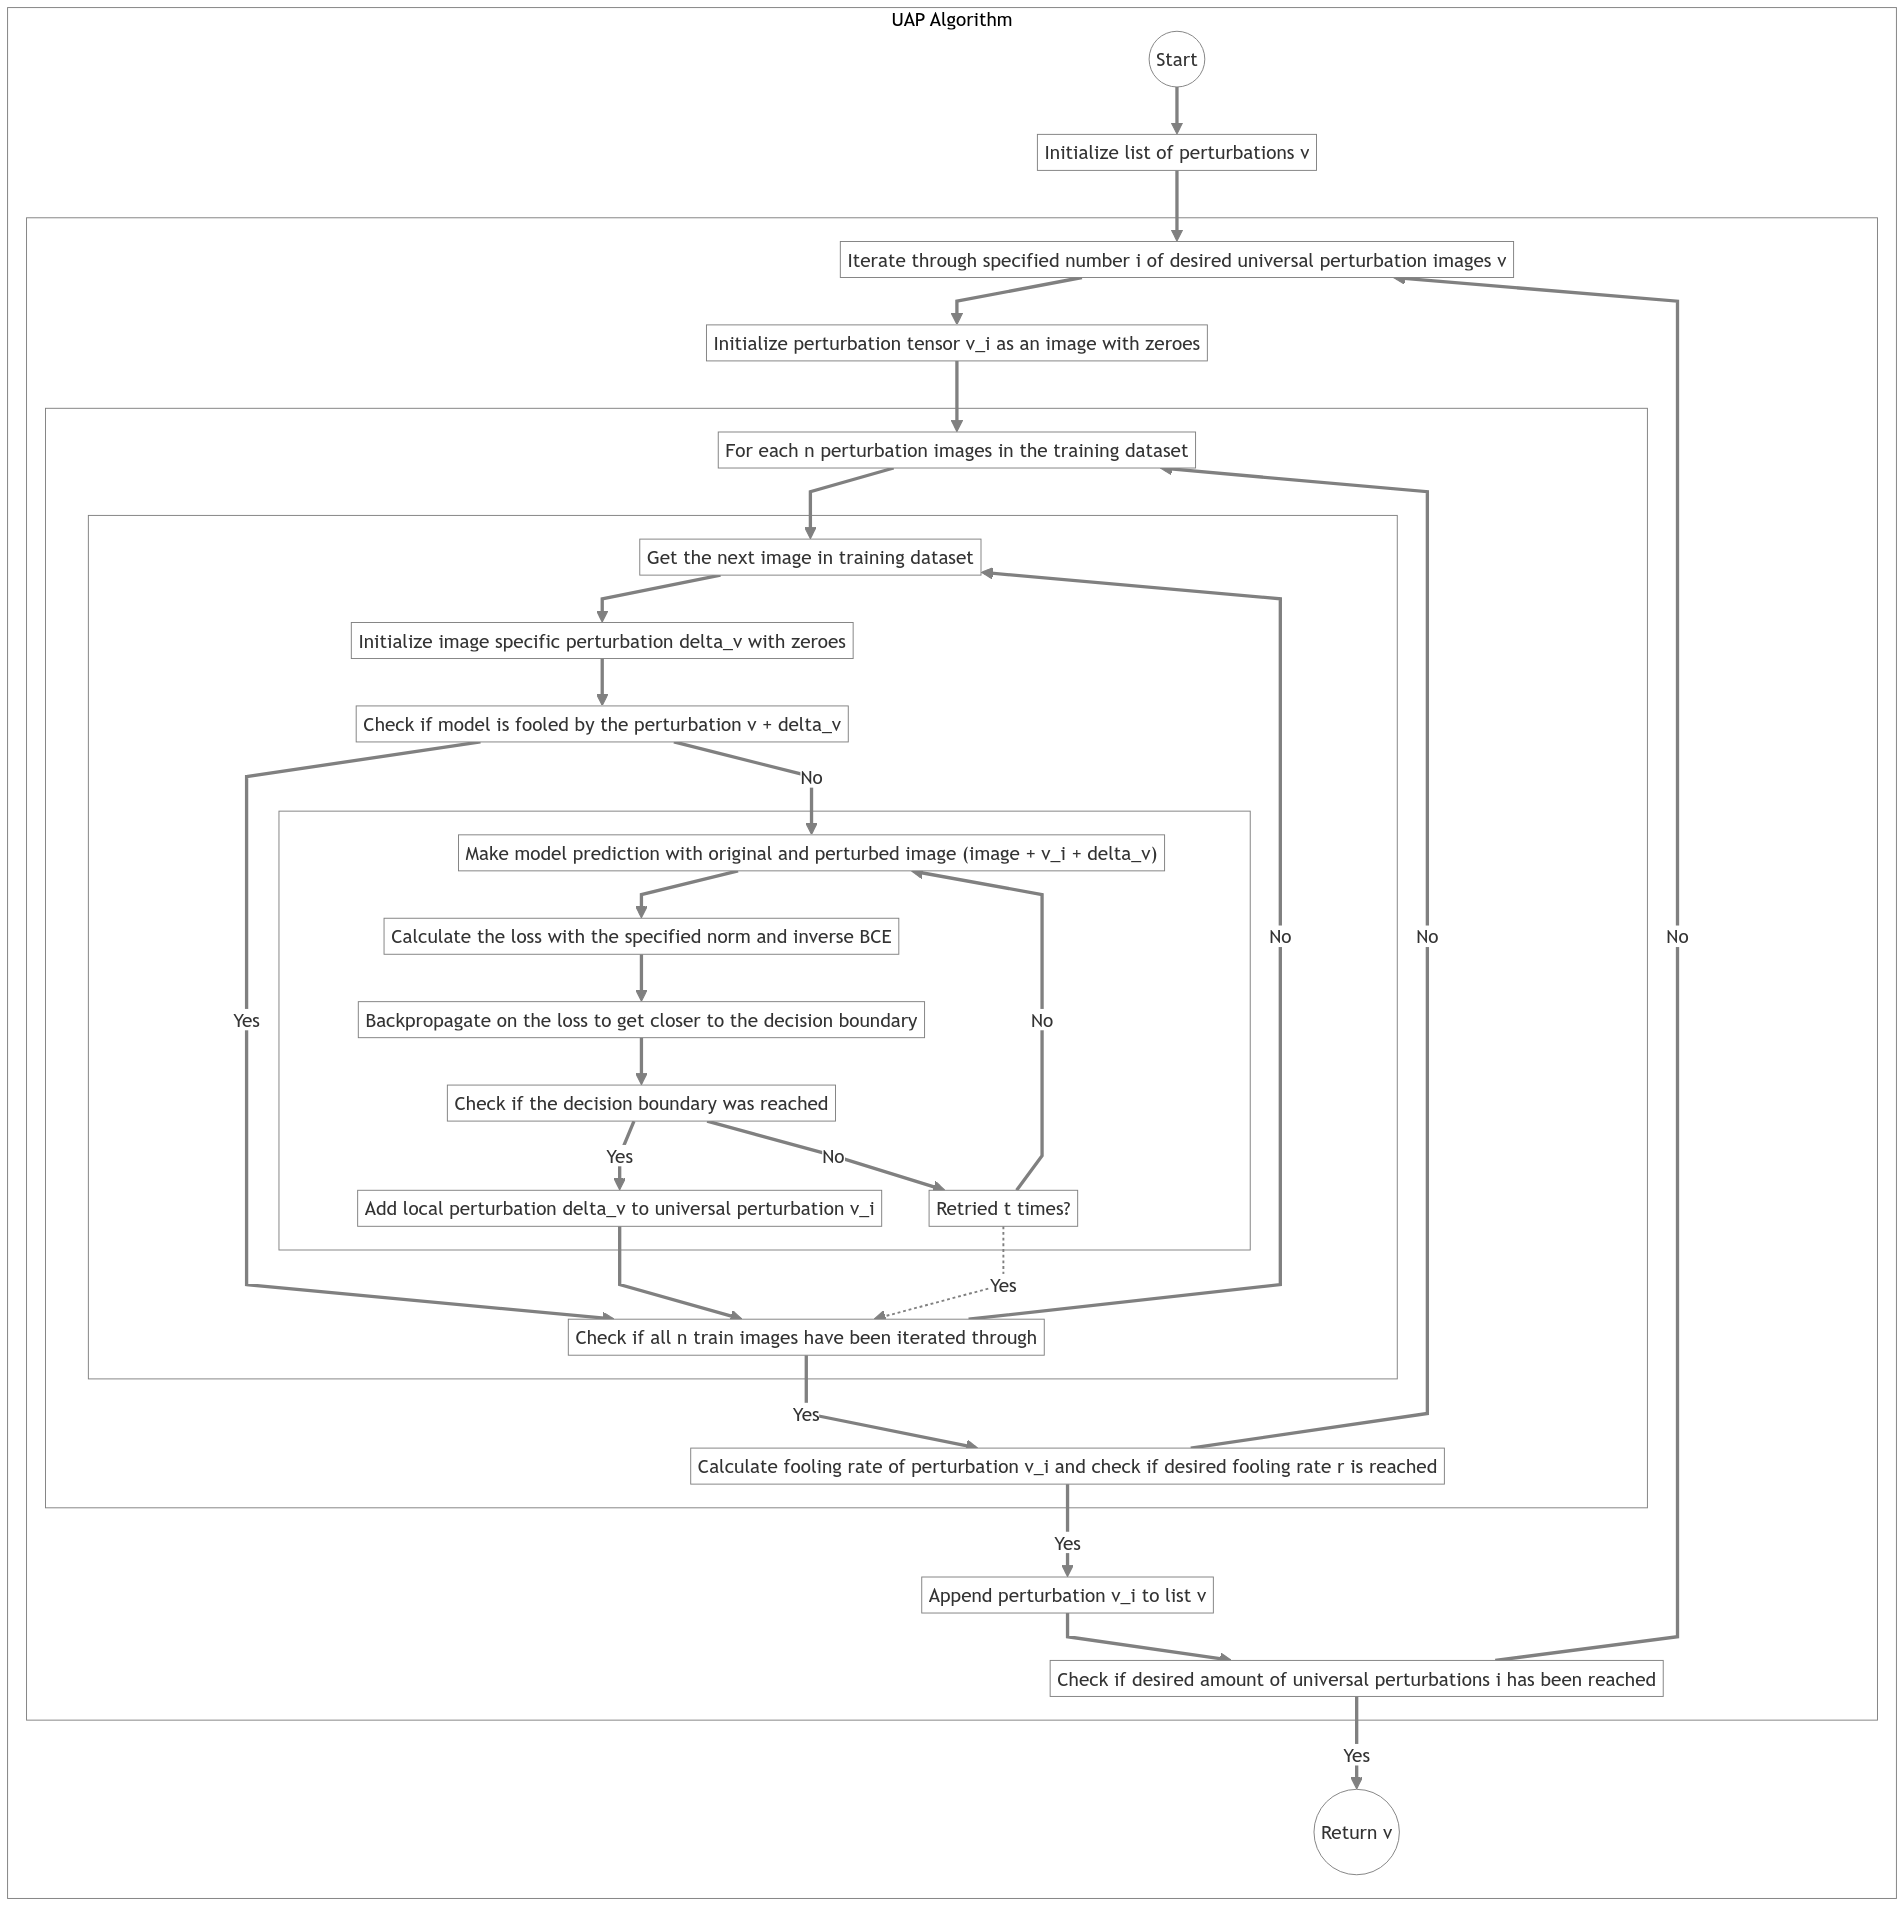 UAP Algorithm
Start
Initialize list of perturbations v
Iterate through specified number i of desired universal perturbation images v
Initialize perturbation tensor v_i as an image with zeroes
For each n perturbation images in the training dataset
Get the next image in training dataset
Initialize image specific perturbation delta_v with zeroes
Check if model is fooled by the perturbation v + delta_v
No
Make model prediction with original and perturbed image (image + v_i + delta_v)
Calculate the loss with the specified norm and inverse BCE
No
No
No
Yes
Backpropagate on the loss to get closer to the decision boundary
No
Check if the decision boundary was reached
Yes
No
Add local perturbation delta_v to universal perturbation v_i
Retried t times?
Yes
Check if all n train images have been iterated through
Yes
Calculate fooling rate of perturbation v_i and check if desired fooling rate r is reached
Yes
Append perturbation v_i to list v
Check if desired amount of universal perturbations i has been reached
Yes
Return v